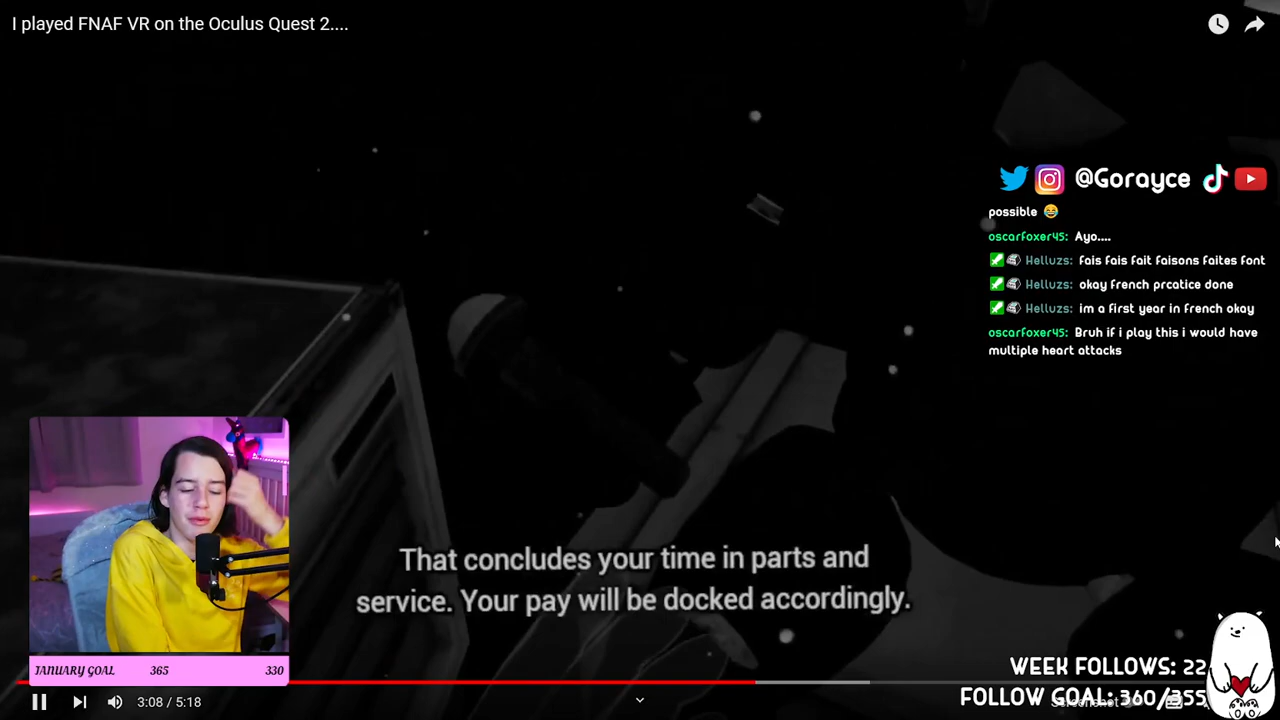 I played FNAF VR on the Oculus Quest 2....
@Gorayce
possible 😂
oscarfoxer45: Ayo....
Helluzs: fais fais fait faisons faites font
Helluzs: okay french prcatice done
Helluzs: im a first year in french okay
oscarfoxer45: Bruh if i play this i would have
multiple heart attacks
That concludes your time in parts and
service. Your pay will be docked accordingly.
JANUARY GOAL 365 330
WEEK FOLLOWS: 22
FOLLOW GOAL: 360/355
Screenshot
3:08 / 5:18